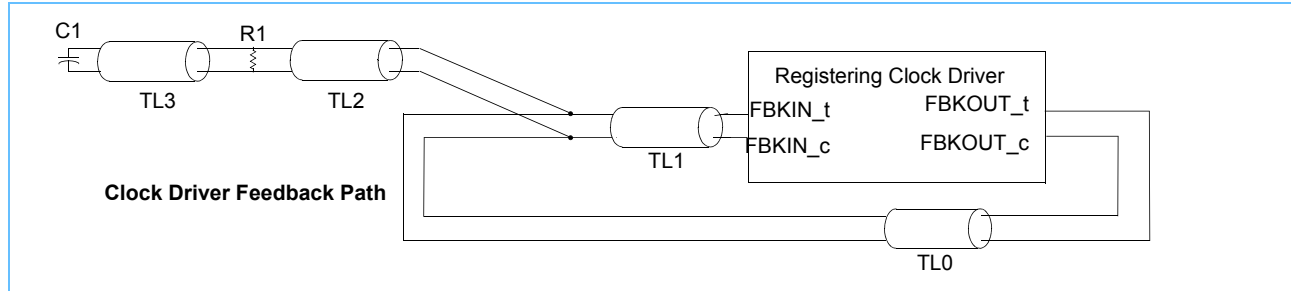 C1
R1
TL3
TL2
Registering Clock Driver
FBKIN_t
FBKOUT_t
FBKIN_c
FBKOUT_c
TL1
Clock Driver Feedback Path
TL0